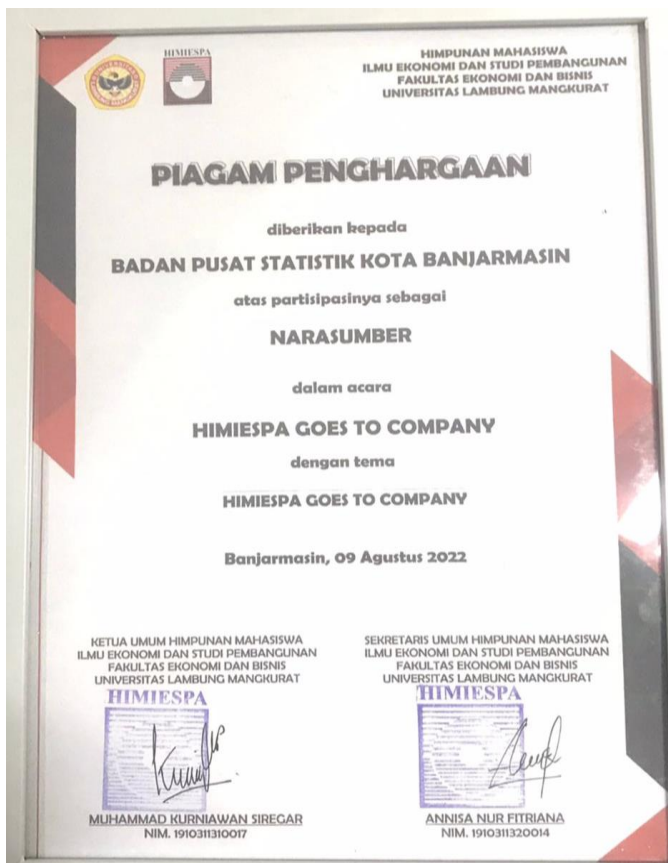 HIMIESPA
HIMPUNAN MAHASISWA
ILMU EKONOMI DAN STUDI PEMBANGUNAN
FAKULTAS EKONOMI DAN BISNIS
UNIVERSITAS LAMBUNG MANGKURAT
PIAGAM PENGHARGAAN
diberikan kepada
BADAN PUSAT STATISTIK KOTA BANJARMASIN
atas partisipasinya sebagai
NARASUMBER
dalam acara
HIMIESPA GOES TO COMPANY
dengan tema
HIMIESPA GOES TO COMPANY
Banjarmasin, 09 Agustus 2022
KETUA UMUM HIMPUNAN MAHASISWA
ILMU EKONOMI DAN STUDI PEMBANGUNAN
FAKULTAS EKONOMI DAN BISNIS
UNIVERSITAS LAMBUNG MANGKURAT
HIMIESPA
MUHAMMAD KURNIAWAN SIREGAR
NIM. 1910311310017
SEKRETARIS UMUM HIMPUNAN MAHASISWA
ILMU EKONOMI DAN STUDI PEMBANGUNAN
FAKULTAS EKONOMI DAN BISNIS
UNIVERSITAS LAMBUNG MANGKURAT
HIMIESPA
ANNISA NUR FITRIANA
NIM. 1910311320014